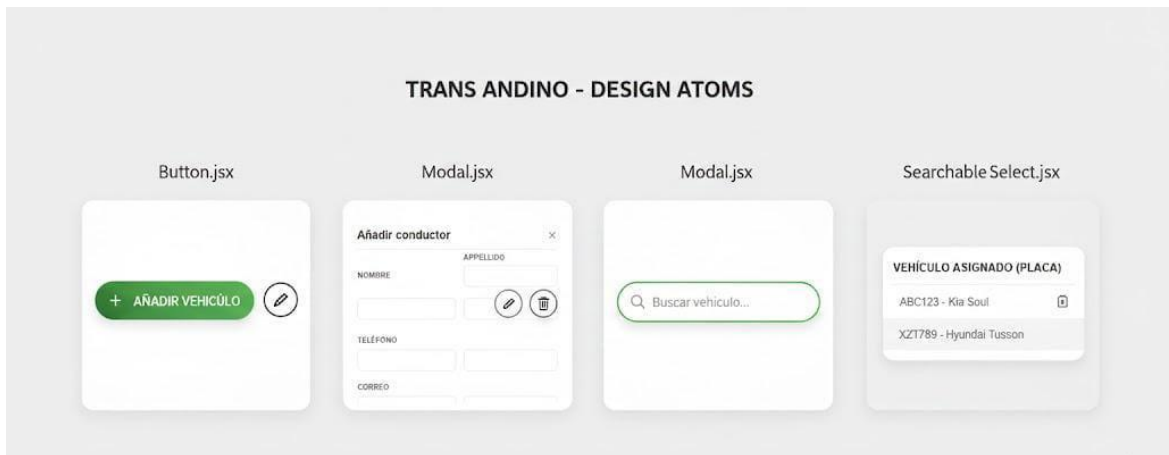 TRANS ANDINO - DESIGN ATOMS
Button.jsx
+ AÑADIR VEHICÚLO
Modal.jsx
Añadir conductor ×
APPELLIDO
NOMBRE
TELÉFÓNO
CORREO
Modal.jsx
Buscar vehiculo...
Searchable Select.jsx
VEHÍCULO ASIGNADO (PLACA)
ABC123 - Kia Soul
XZT789 - Hyundai Tusson